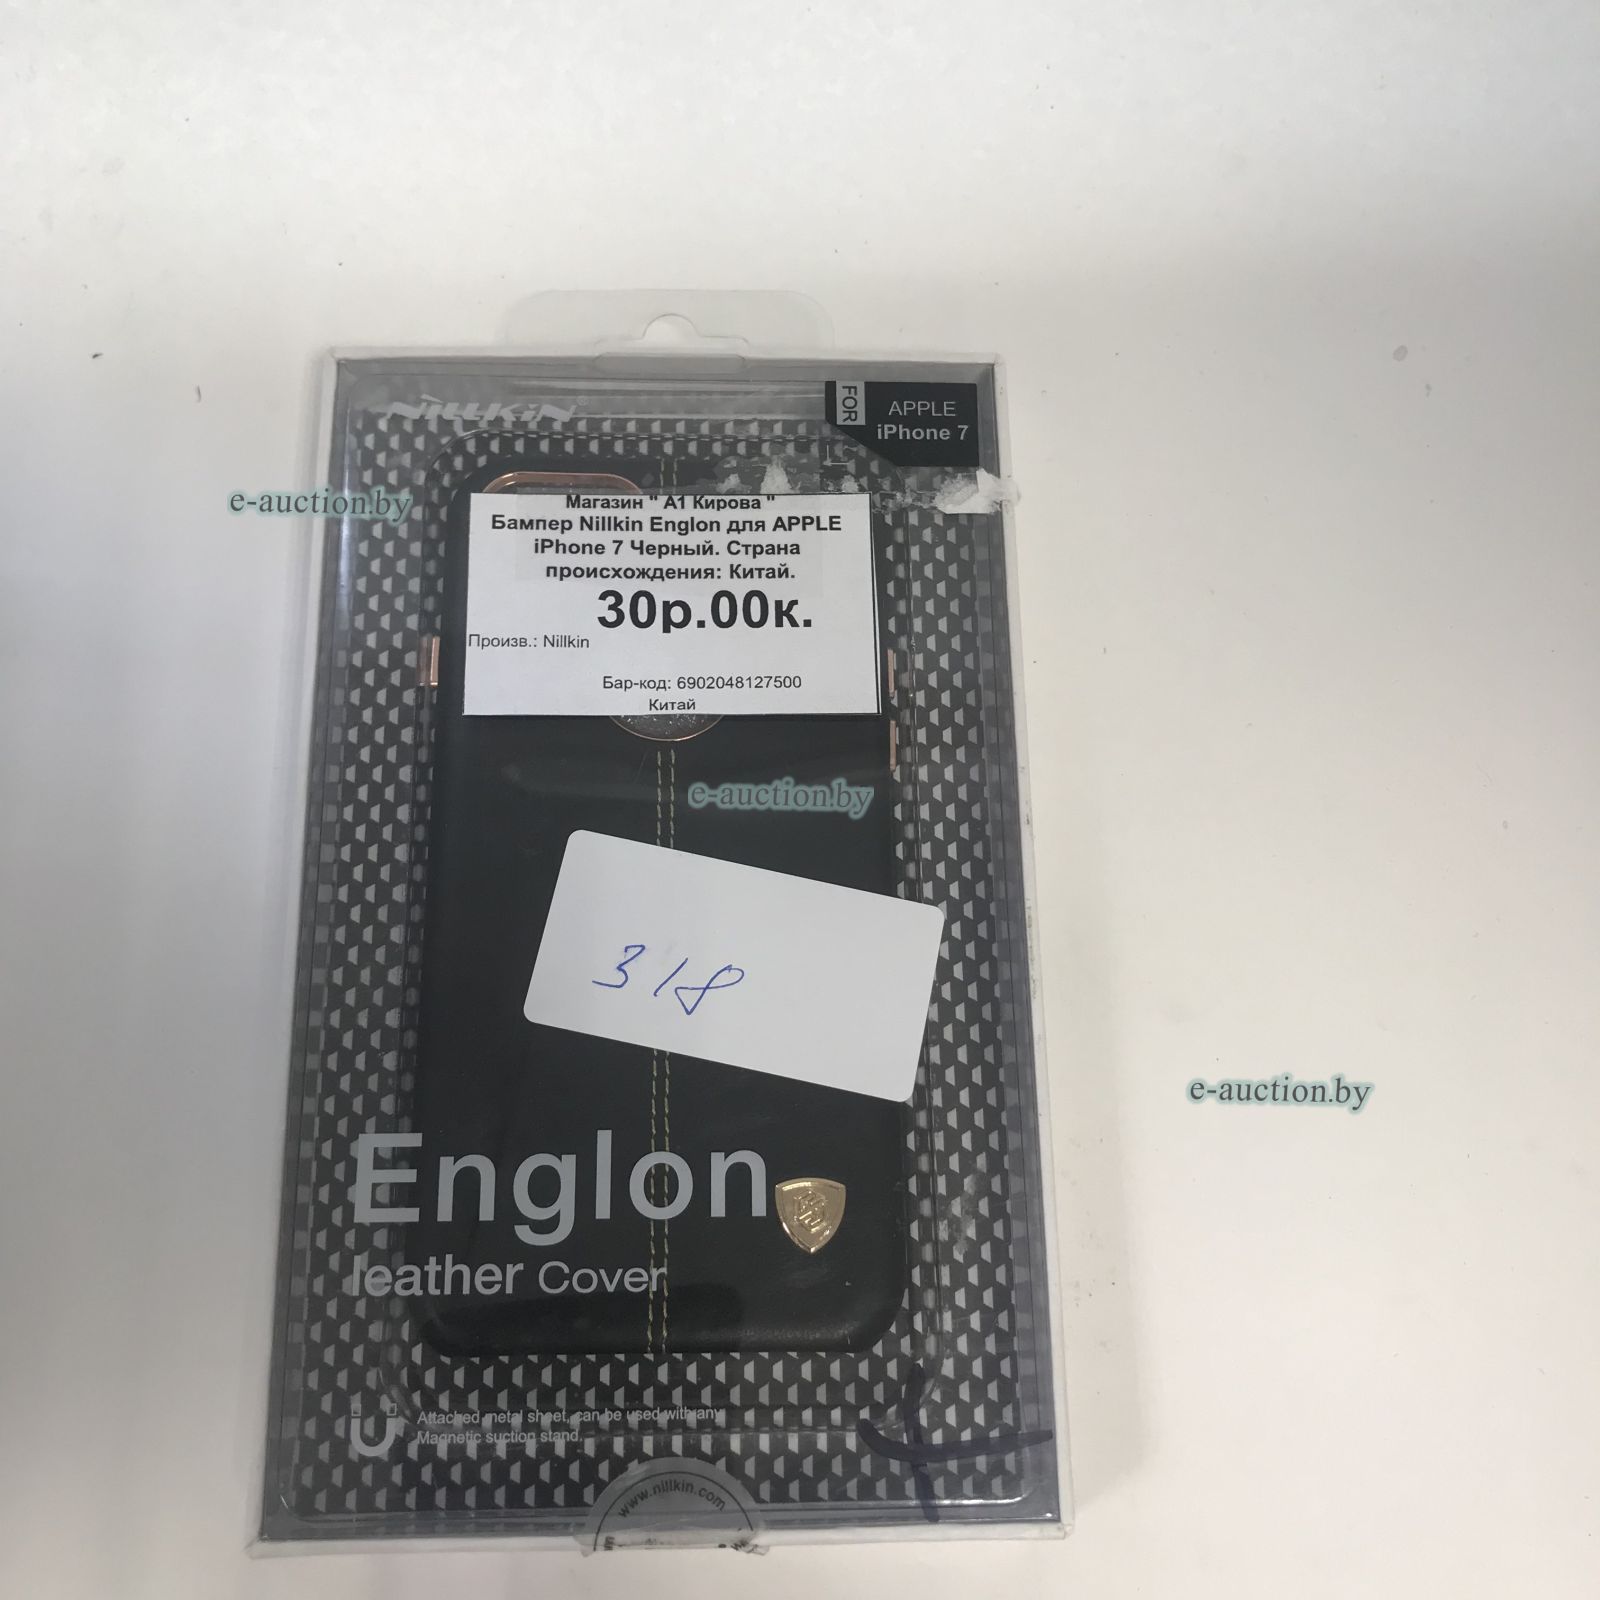 NiLLKiN®
FOR
APPLE
iPhone 7
e-auction.by
Магазин " А1 Кирова "
Бампер Nillkin Englon для APPLE
iPhone 7 Черный. Страна
происхождения: Китай.
30р.00к.
Произв.: Nillkin
Бар-код: 6902048127500
Китай
e-auction.by
318
e-auction.by
Englon
leather Cover
Attached metal sheet, can be used with any
Magnetic suction stand.
www.nillkin.com